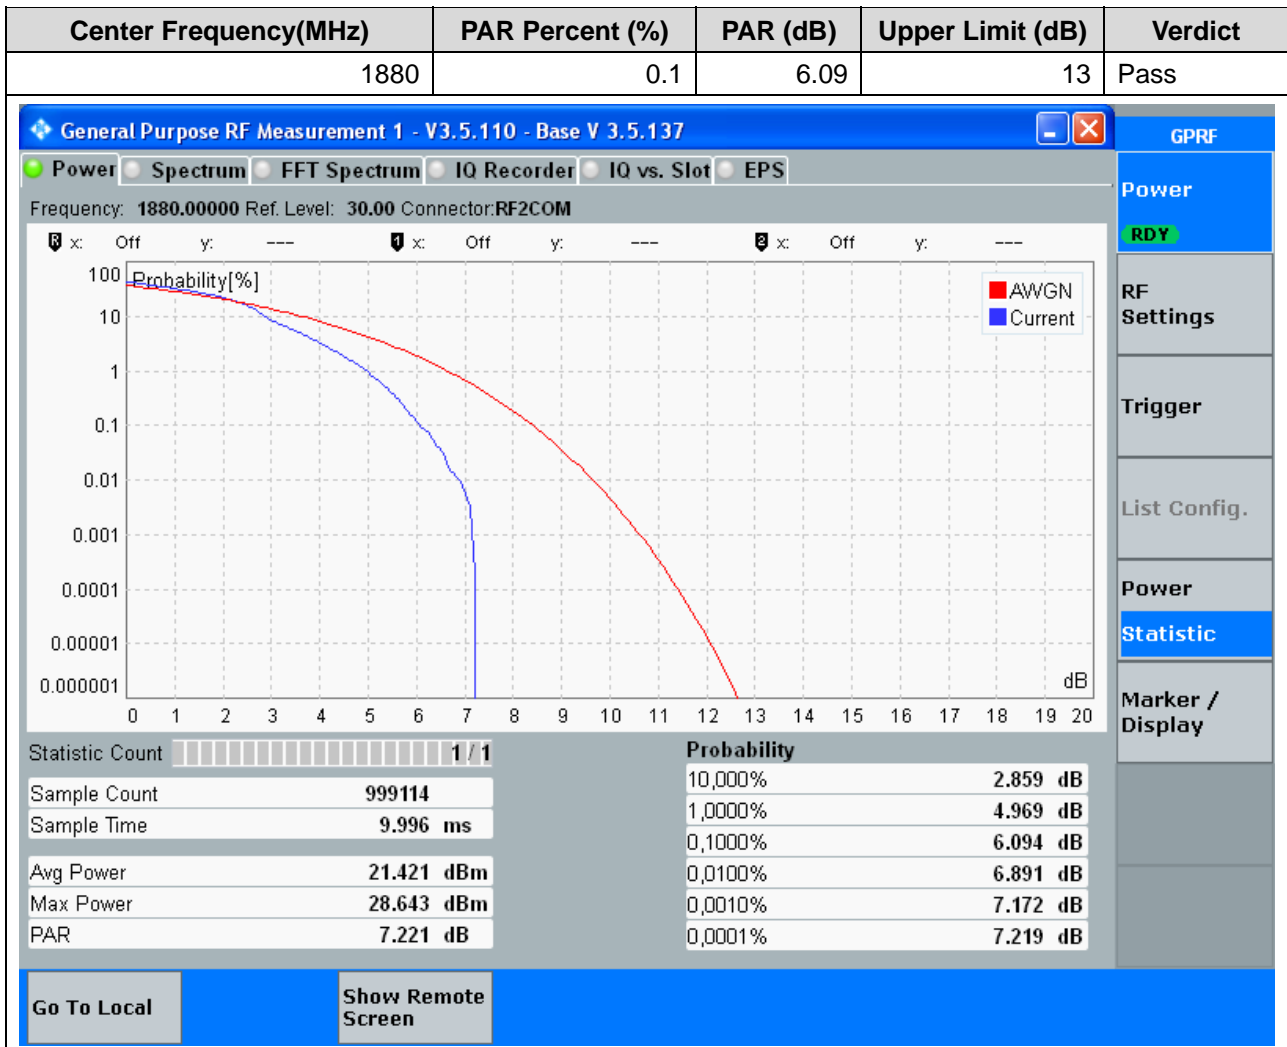 Center Frequency(MHz) PAR Percent (%) PAR (dB) Upper Limit (dB) Verdict
1880 0.1 6.09 13 Pass
General Purpose RF Measurement 1 - V3.5.110 - Base V 3.5.137
GPRF
Power Spectrum FFT Spectrum IQ Recorder IQ vs. Slot EPS
Frequency: 1880.00000 Ref. Level: 30.00 Connector:RF2COM
R x: Off y: --- 1 x: Off y: --- 2 x: Off y: ---
Power
RDY
RF
Settings
Trigger
List Config.
Power
Statistic
Marker /
Display
Probability[%]
AWGN
Current
100
10
1
0.1
0.01
0.001
0.0001
0.00001
0.000001
dB
0 1 2 3 4 5 6 7 8 9 10 11 12 13 14 15 16 17 18 19 20
Statistic Count 1 / 1
Sample Count 999114
Sample Time 9.996 ms
Avg Power 21.421 dBm
Max Power 28.643 dBm
PAR 7.221 dB
Probability
10,000% 2.859 dB
1,0000% 4.969 dB
0,1000% 6.094 dB
0,0100% 6.891 dB
0,0010% 7.172 dB
0,0001% 7.219 dB
Go To Local
Show Remote
Screen